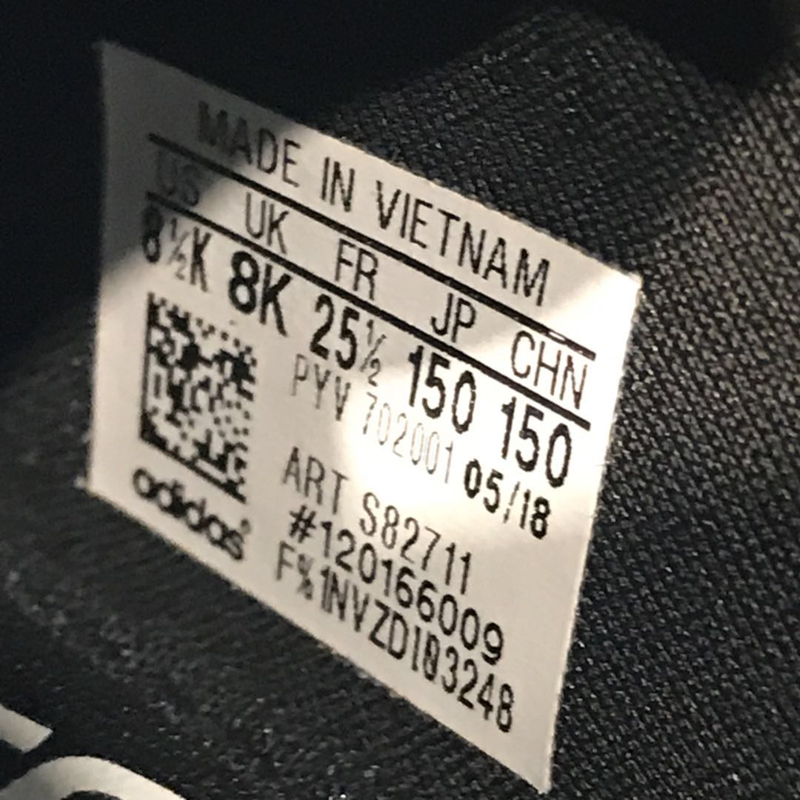 MADE IN VIETNAM
US UK FR JP CHN
8½K 8K 25½ 150 150
PYV 702001 05/18
ART S82711
#120166009
F%1NVZDI03248
adidas